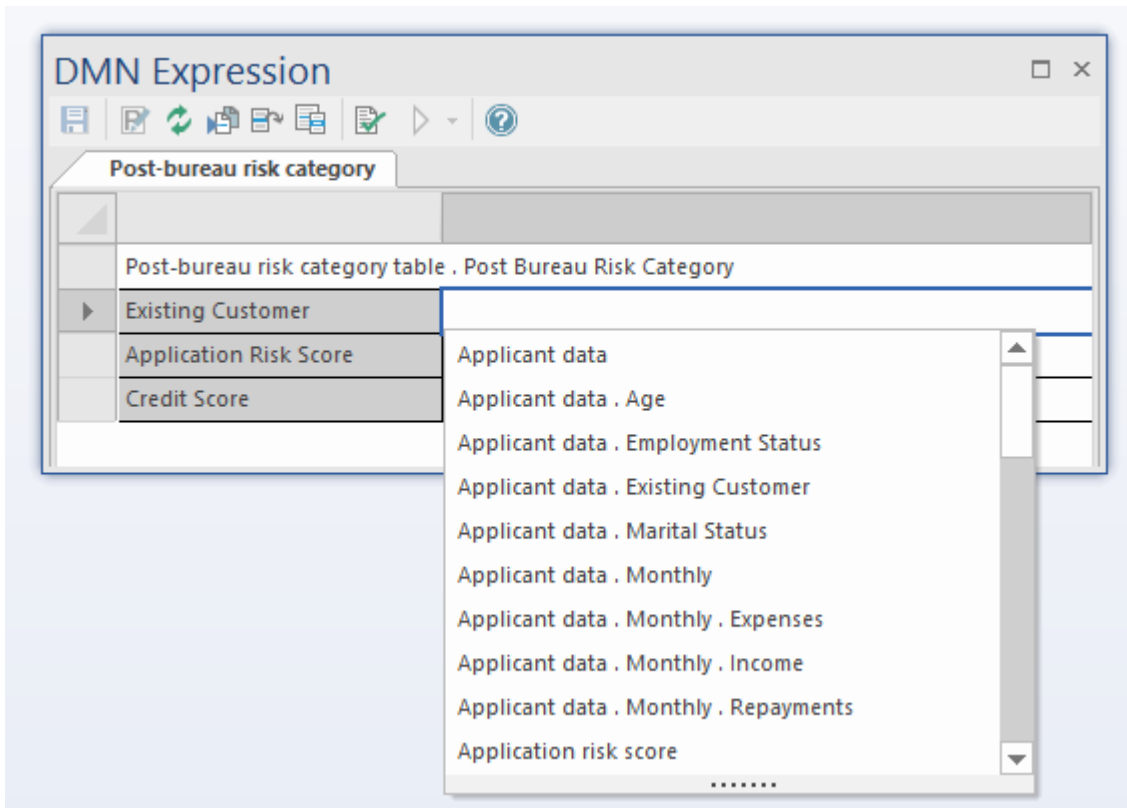 DMN Expression
Post-bureau risk category
Post-bureau risk category table . Post Bureau Risk Category
Existing Customer
Application Risk Score
Credit Score
Applicant data
Applicant data . Age
Applicant data . Employment Status
Applicant data . Existing Customer
Applicant data . Marital Status
Applicant data . Monthly
Applicant data . Monthly . Expenses
Applicant data . Monthly . Income
Applicant data . Monthly . Repayments
Application risk score